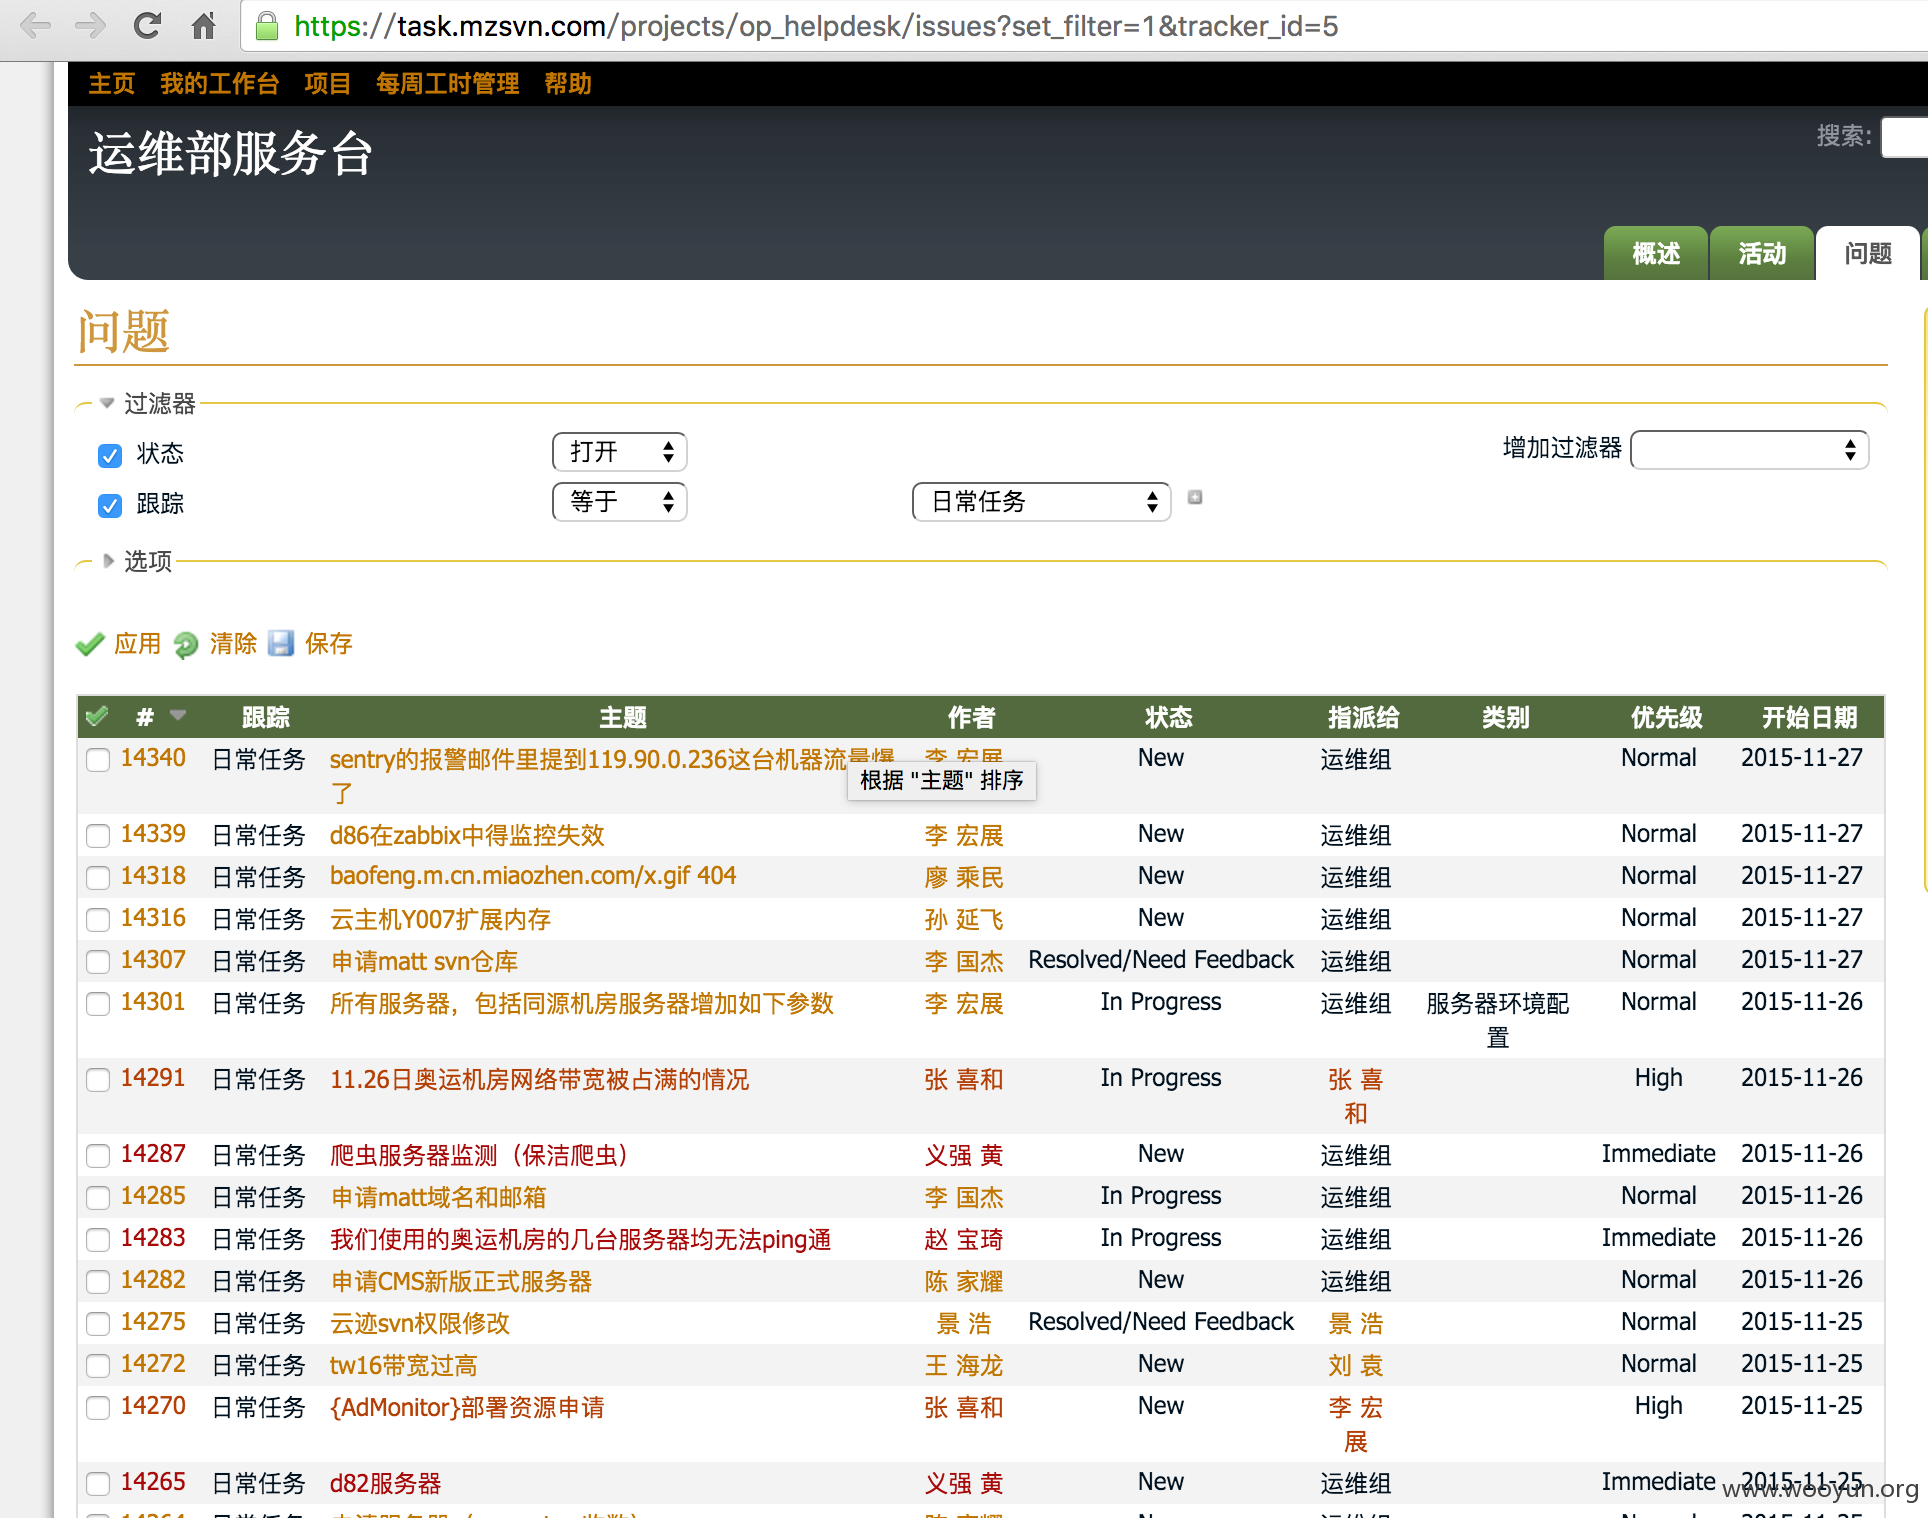 https://task.mzsvn.com/projects/op_helpdesk/issues?set_filter=1&tracker_id=5
主页 我的工作台 项目 每周工时管理 帮助
运维部服务台
搜索:
概述 活动 问题
问题
过滤器
状态 打开 增加过滤器
跟踪 等于 日常任务
选项
应用 清除 保存
# 跟踪 主题 作者 状态 指派给 类别 优先级 开始日期
14340 日常任务 sentry的报警邮件里提到119.90.0.236这台机器流量爆 李 宏展 New 运维组 Normal 2015-11-27
了
根据 "主题" 排序
14339 日常任务 d86在zabbix中得监控失效 李 宏展 New 运维组 Normal 2015-11-27
14318 日常任务 baofeng.m.cn.miaozhen.com/x.gif 404 廖 乘民 New 运维组 Normal 2015-11-27
14316 日常任务 云主机Y007扩展内存 孙 延飞 New 运维组 Normal 2015-11-27
14307 日常任务 申请matt svn仓库 李 国杰 Resolved/Need Feedback 运维组 Normal 2015-11-27
14301 日常任务 所有服务器，包括同源机房服务器增加如下参数 李 宏展 In Progress 运维组 服务器环境配 Normal 2015-11-26
置
14291 日常任务 11.26日奥运机房网络带宽被占满的情况 张 喜和 In Progress 张 喜 High 2015-11-26
和
14287 日常任务 爬虫服务器监测（保洁爬虫） 义强 黄 New 运维组 Immediate 2015-11-26
14285 日常任务 申请matt域名和邮箱 李 国杰 In Progress 运维组 Normal 2015-11-26
14283 日常任务 我们使用的奥运机房的几台服务器均无法ping通 赵 宝琦 In Progress 运维组 Immediate 2015-11-26
14282 日常任务 申请CMS新版正式服务器 陈 家耀 New 运维组 Normal 2015-11-26
14275 日常任务 云迹svn权限修改 景 浩 Resolved/Need Feedback 景 浩 Normal 2015-11-25
14272 日常任务 tw16带宽过高 王 海龙 New 刘 袁 Normal 2015-11-25
14270 日常任务 {AdMonitor}部署资源申请 张 喜和 New 李 宏 High 2015-11-25
展
14265 日常任务 d82服务器 义强 黄 New 运维组 Immediate 2015-11-25
www.wooyun.org